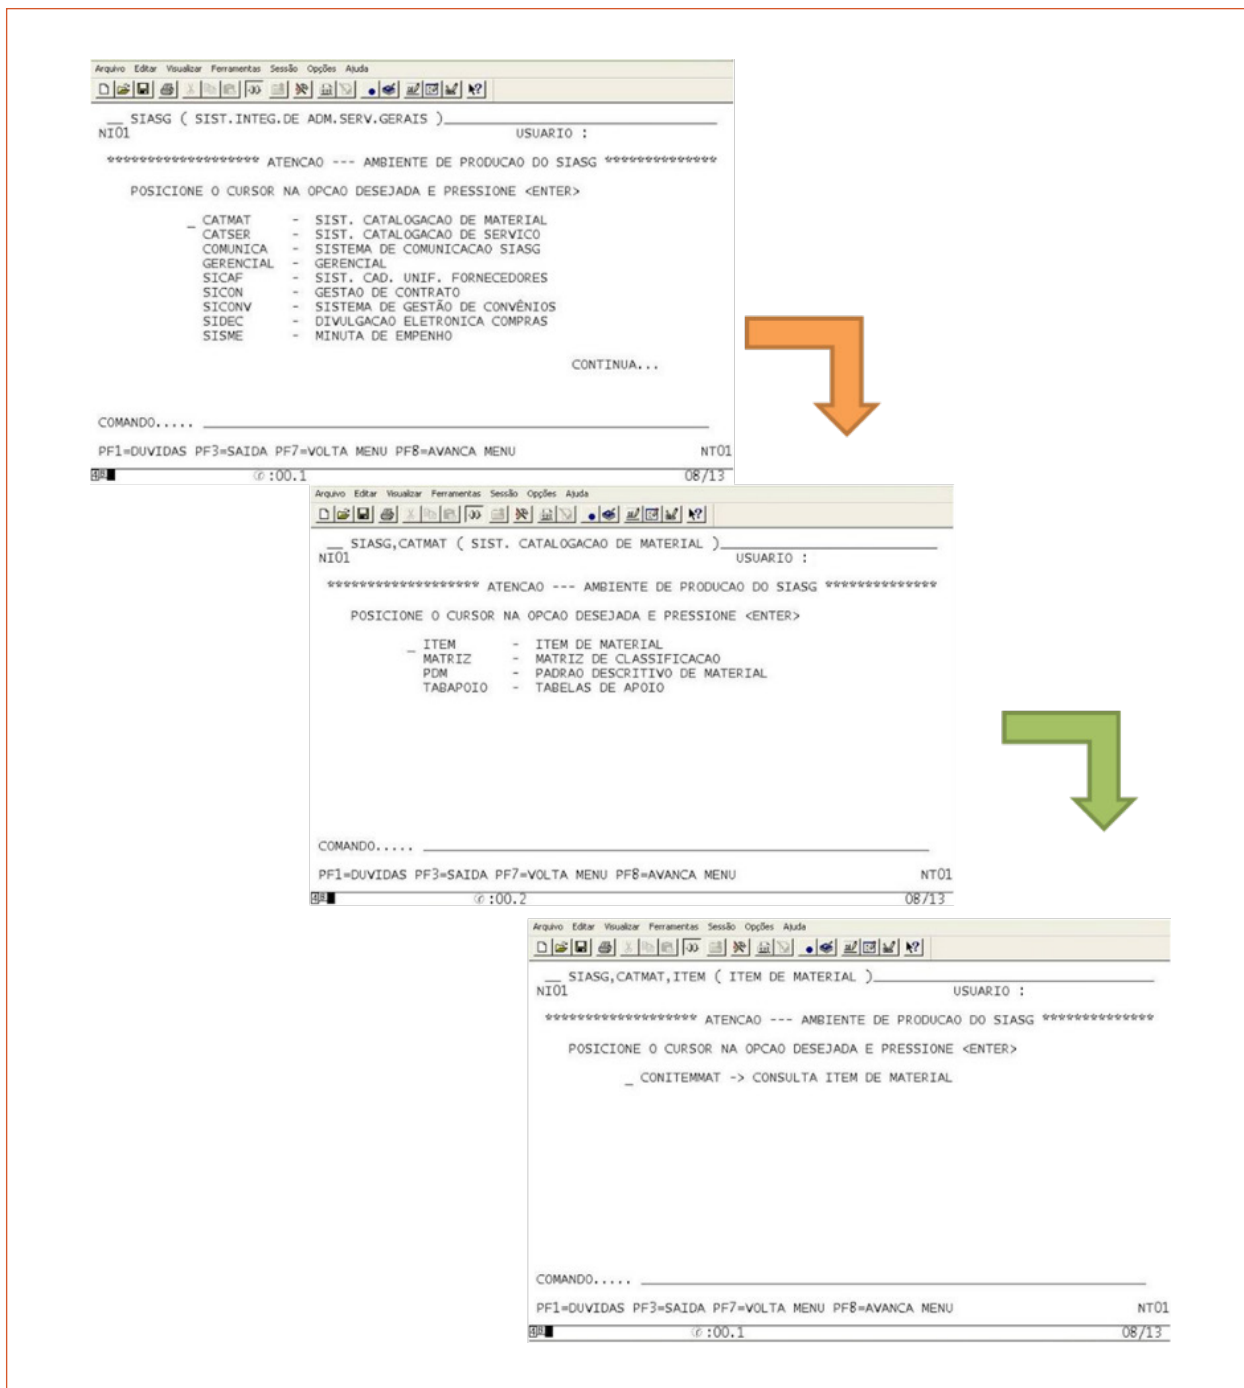 Arquivo Editar Visualizar Ferramentas Sessão Opções Ajuda
__ SIASG ( SIST.INTEG.DE ADM.SERV.GERAIS )
NI01 USUARIO :
******************* ATENCAO --- AMBIENTE DE PRODUCAO DO SIASG **************
POSICIONE O CURSOR NA OPCAO DESEJADA E PRESSIONE <ENTER>
_ CATMAT - SIST. CATALOGACAO DE MATERIAL
CATSER - SIST. CATALOGACAO DE SERVICO
COMUNICA - SISTEMA DE COMUNICACAO SIASG
GERENCIAL - GERENCIAL
SICAF - SIST. CAD. UNIF. FORNECEDORES
SICON - GESTAO DE CONTRATO
SICONV - SISTEMA DE GESTÃO DE CONVÊNIOS
SIDEC - DIVULGACAO ELETRONICA COMPRAS
SISME - MINUTA DE EMPENHO
CONTINUA...
COMANDO..... 
PF1=DUVIDAS PF3=SAIDA PF7=VOLTA MENU PF8=AVANCA MENU NT01
:00.1 08/13
Arquivo Editar Visualizar Ferramentas Sessão Opções Ajuda
__ SIASG,CATMAT ( SIST. CATALOGACAO DE MATERIAL )
NI01 USUARIO :
******************* ATENCAO --- AMBIENTE DE PRODUCAO DO SIASG **************
POSICIONE O CURSOR NA OPCAO DESEJADA E PRESSIONE <ENTER>
_ ITEM - ITEM DE MATERIAL
MATRIZ - MATRIZ DE CLASSIFICACAO
PDM - PADRAO DESCRITIVO DE MATERIAL
TABAPOIO - TABELAS DE APOIO
COMANDO.....
PF1=DUVIDAS PF3=SAIDA PF7=VOLTA MENU PF8=AVANCA MENU NT01
:00.2 08/13
Arquivo Editar Visualizar Ferramentas Sessão Opções Ajuda
__ SIASG,CATMAT,ITEM ( ITEM DE MATERIAL )
NI01 USUARIO :
******************* ATENCAO --- AMBIENTE DE PRODUCAO DO SIASG **************
POSICIONE O CURSOR NA OPCAO DESEJADA E PRESSIONE <ENTER>
_ CONITEMMAT -> CONSULTA ITEM DE MATERIAL
COMANDO.....
PF1=DUVIDAS PF3=SAIDA PF7=VOLTA MENU PF8=AVANCA MENU NT01
:00.1 08/13